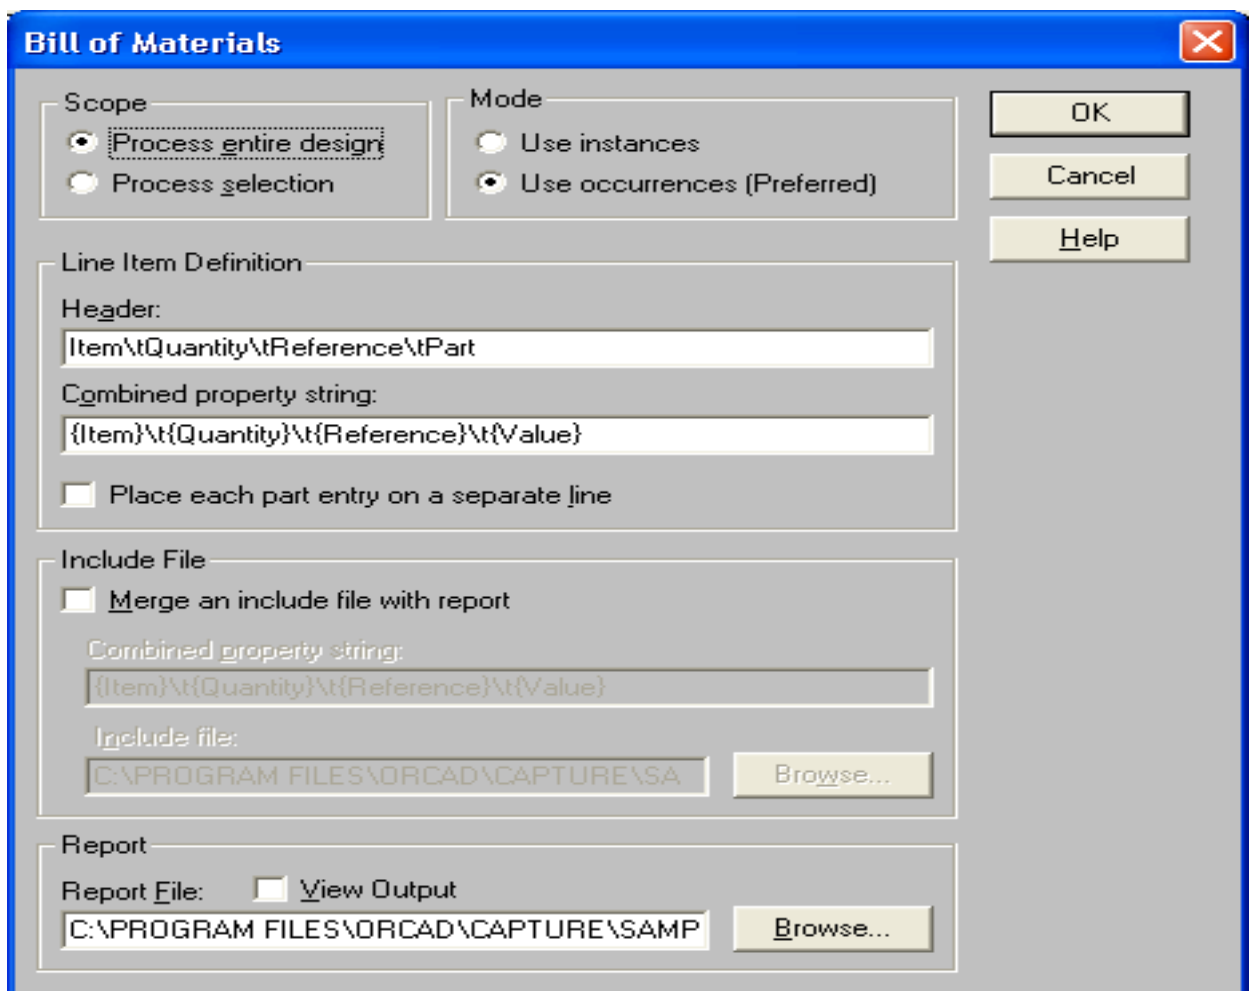 Bill of Materials
Scope
Process entire design
Process selection
Mode
Use instances
Use occurrences (Preferred)
OK
Cancel
Help
Line Item Definition
Header:
Item\tQuantity\tReference\tPart
Combined property string:
{Item}\t{Quantity}\t{Reference}\t{Value}
Place each part entry on a separate line
Include File
Merge an include file with report
Combined property string:
{Item}\t{Quantity}\t{Reference}\t{Value}
Include file:
C:\PROGRAM FILES\ORCAD\CAPTURE\SA
Browse...
Report
Report File:
View Output
C:\PROGRAM FILES\ORCAD\CAPTURE\SAMP
Browse...